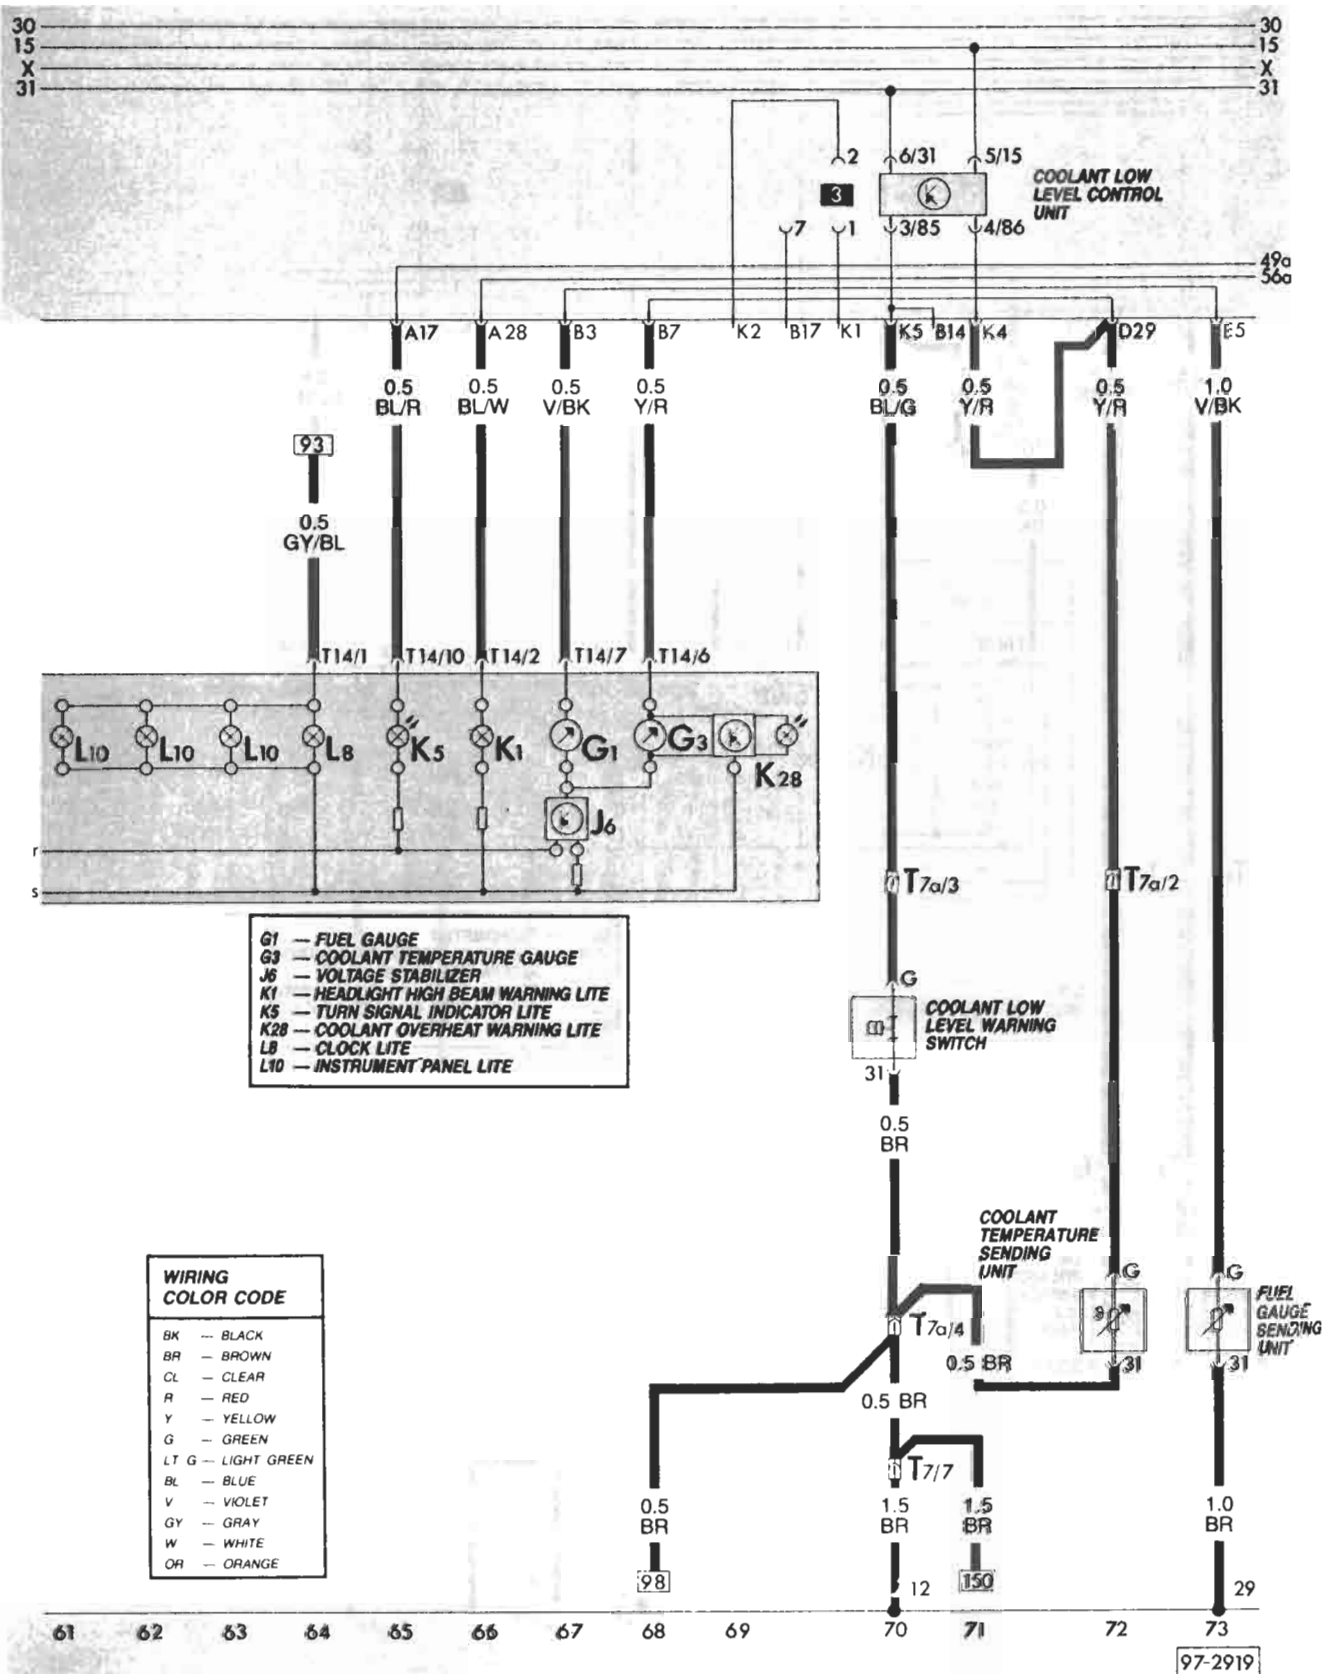 30 30
15 15
X X
31 31
2 6/31 5/15
COOLANT LOW
LEVEL CONTROL
UNIT
3
7 1 3/85 4/86
49a
56a
A17 A28 B3 B7 K2 B17 K1 K5 B14 K4 D29 E5
0.5 0.5 0.5 0.5 0.5 0.5 0.5 1.0
BL/R BL/W V/BK Y/R BL/G Y/R Y/R V/BK
93
0.5
GY/BL
T14/1 T14/10 T14/2 T14/7 T14/6
L10 L10 L10 L8 K5 K1 G1 G3
K28
J6
r
s
T7a/3 T7a/2
G1 — FUEL GAUGE
G3 — COOLANT TEMPERATURE GAUGE
J6 — VOLTAGE STABILIZER
K1 — HEADLIGHT HIGH BEAM WARNING LITE
K5 — TURN SIGNAL INDICATOR LITE
K28 — COOLANT OVERHEAT WARNING LITE
L8 — CLOCK LITE
L10 — INSTRUMENT PANEL LITE
G
COOLANT LOW
LEVEL WARNING
SWITCH
31
0.5
BR
COOLANT
TEMPERATURE
SENDING
UNIT
G G
FUEL
GAUGE
SENDING
UNIT
31 31
WIRING
COLOR CODE
BK — BLACK
BR — BROWN
CL — CLEAR
R — RED
Y — YELLOW
G — GREEN
LT G — LIGHT GREEN
BL — BLUE
V — VIOLET
GY — GRAY
W — WHITE
OR — ORANGE
T7a/4
0.5 BR
0.5 BR
T7/7
0.5 1.5 1.5 1.0
BR BR BR BR
98 12 150 29
61 62 63 64 65 66 67 68 69 70 71 72 73
97-2919